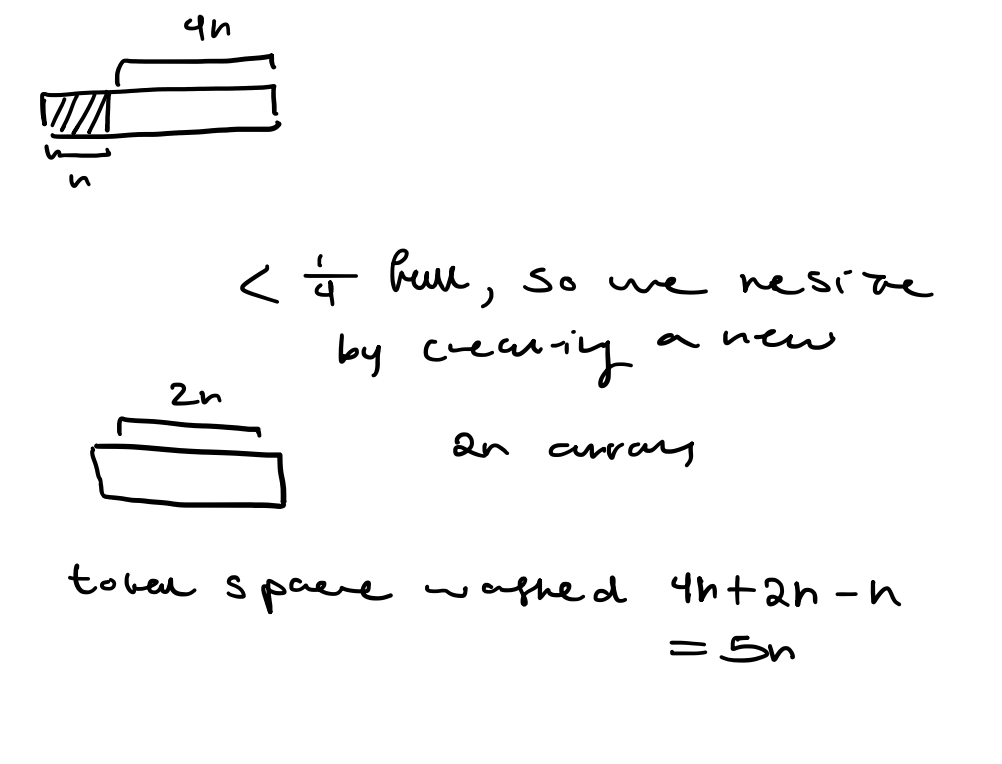 4n
n
< 1/4 full, so we resize
by creating a new
2n
2n array
total space wasted 4n+2n-n
= 5n